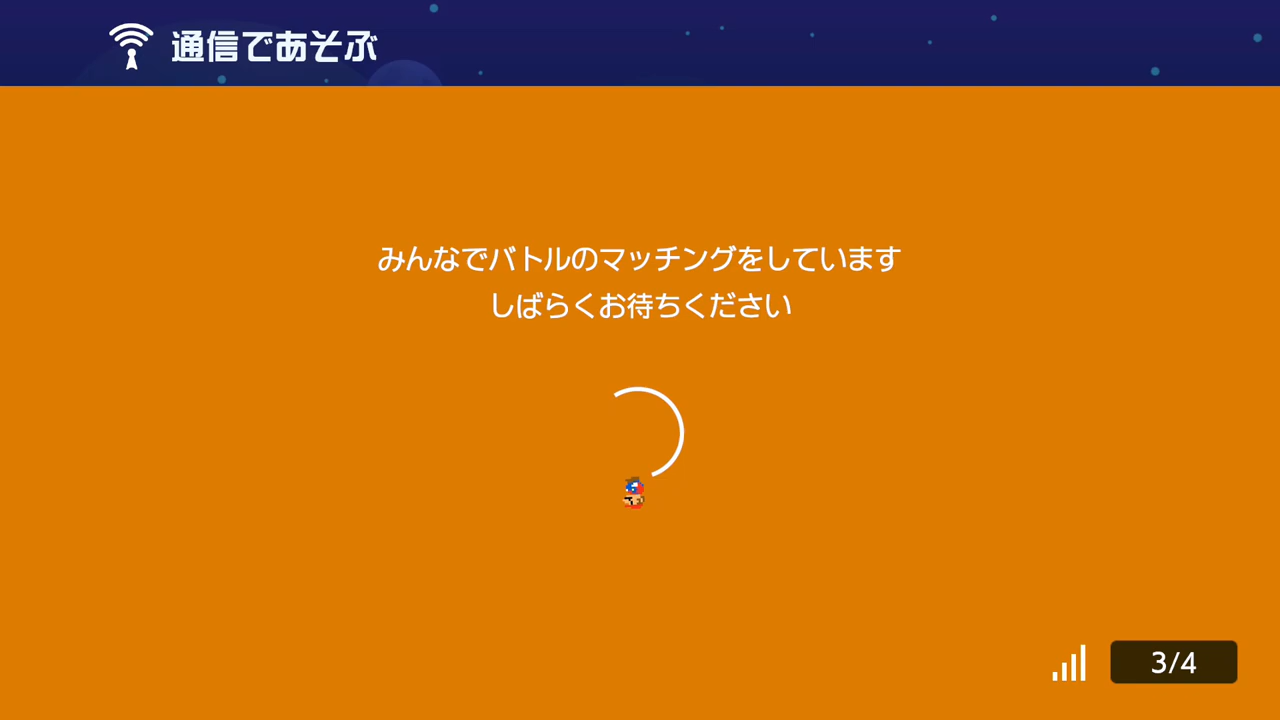 通信であそぶ
みんなでバトルのマッチングをしています
しばらくお待ちください
3/4